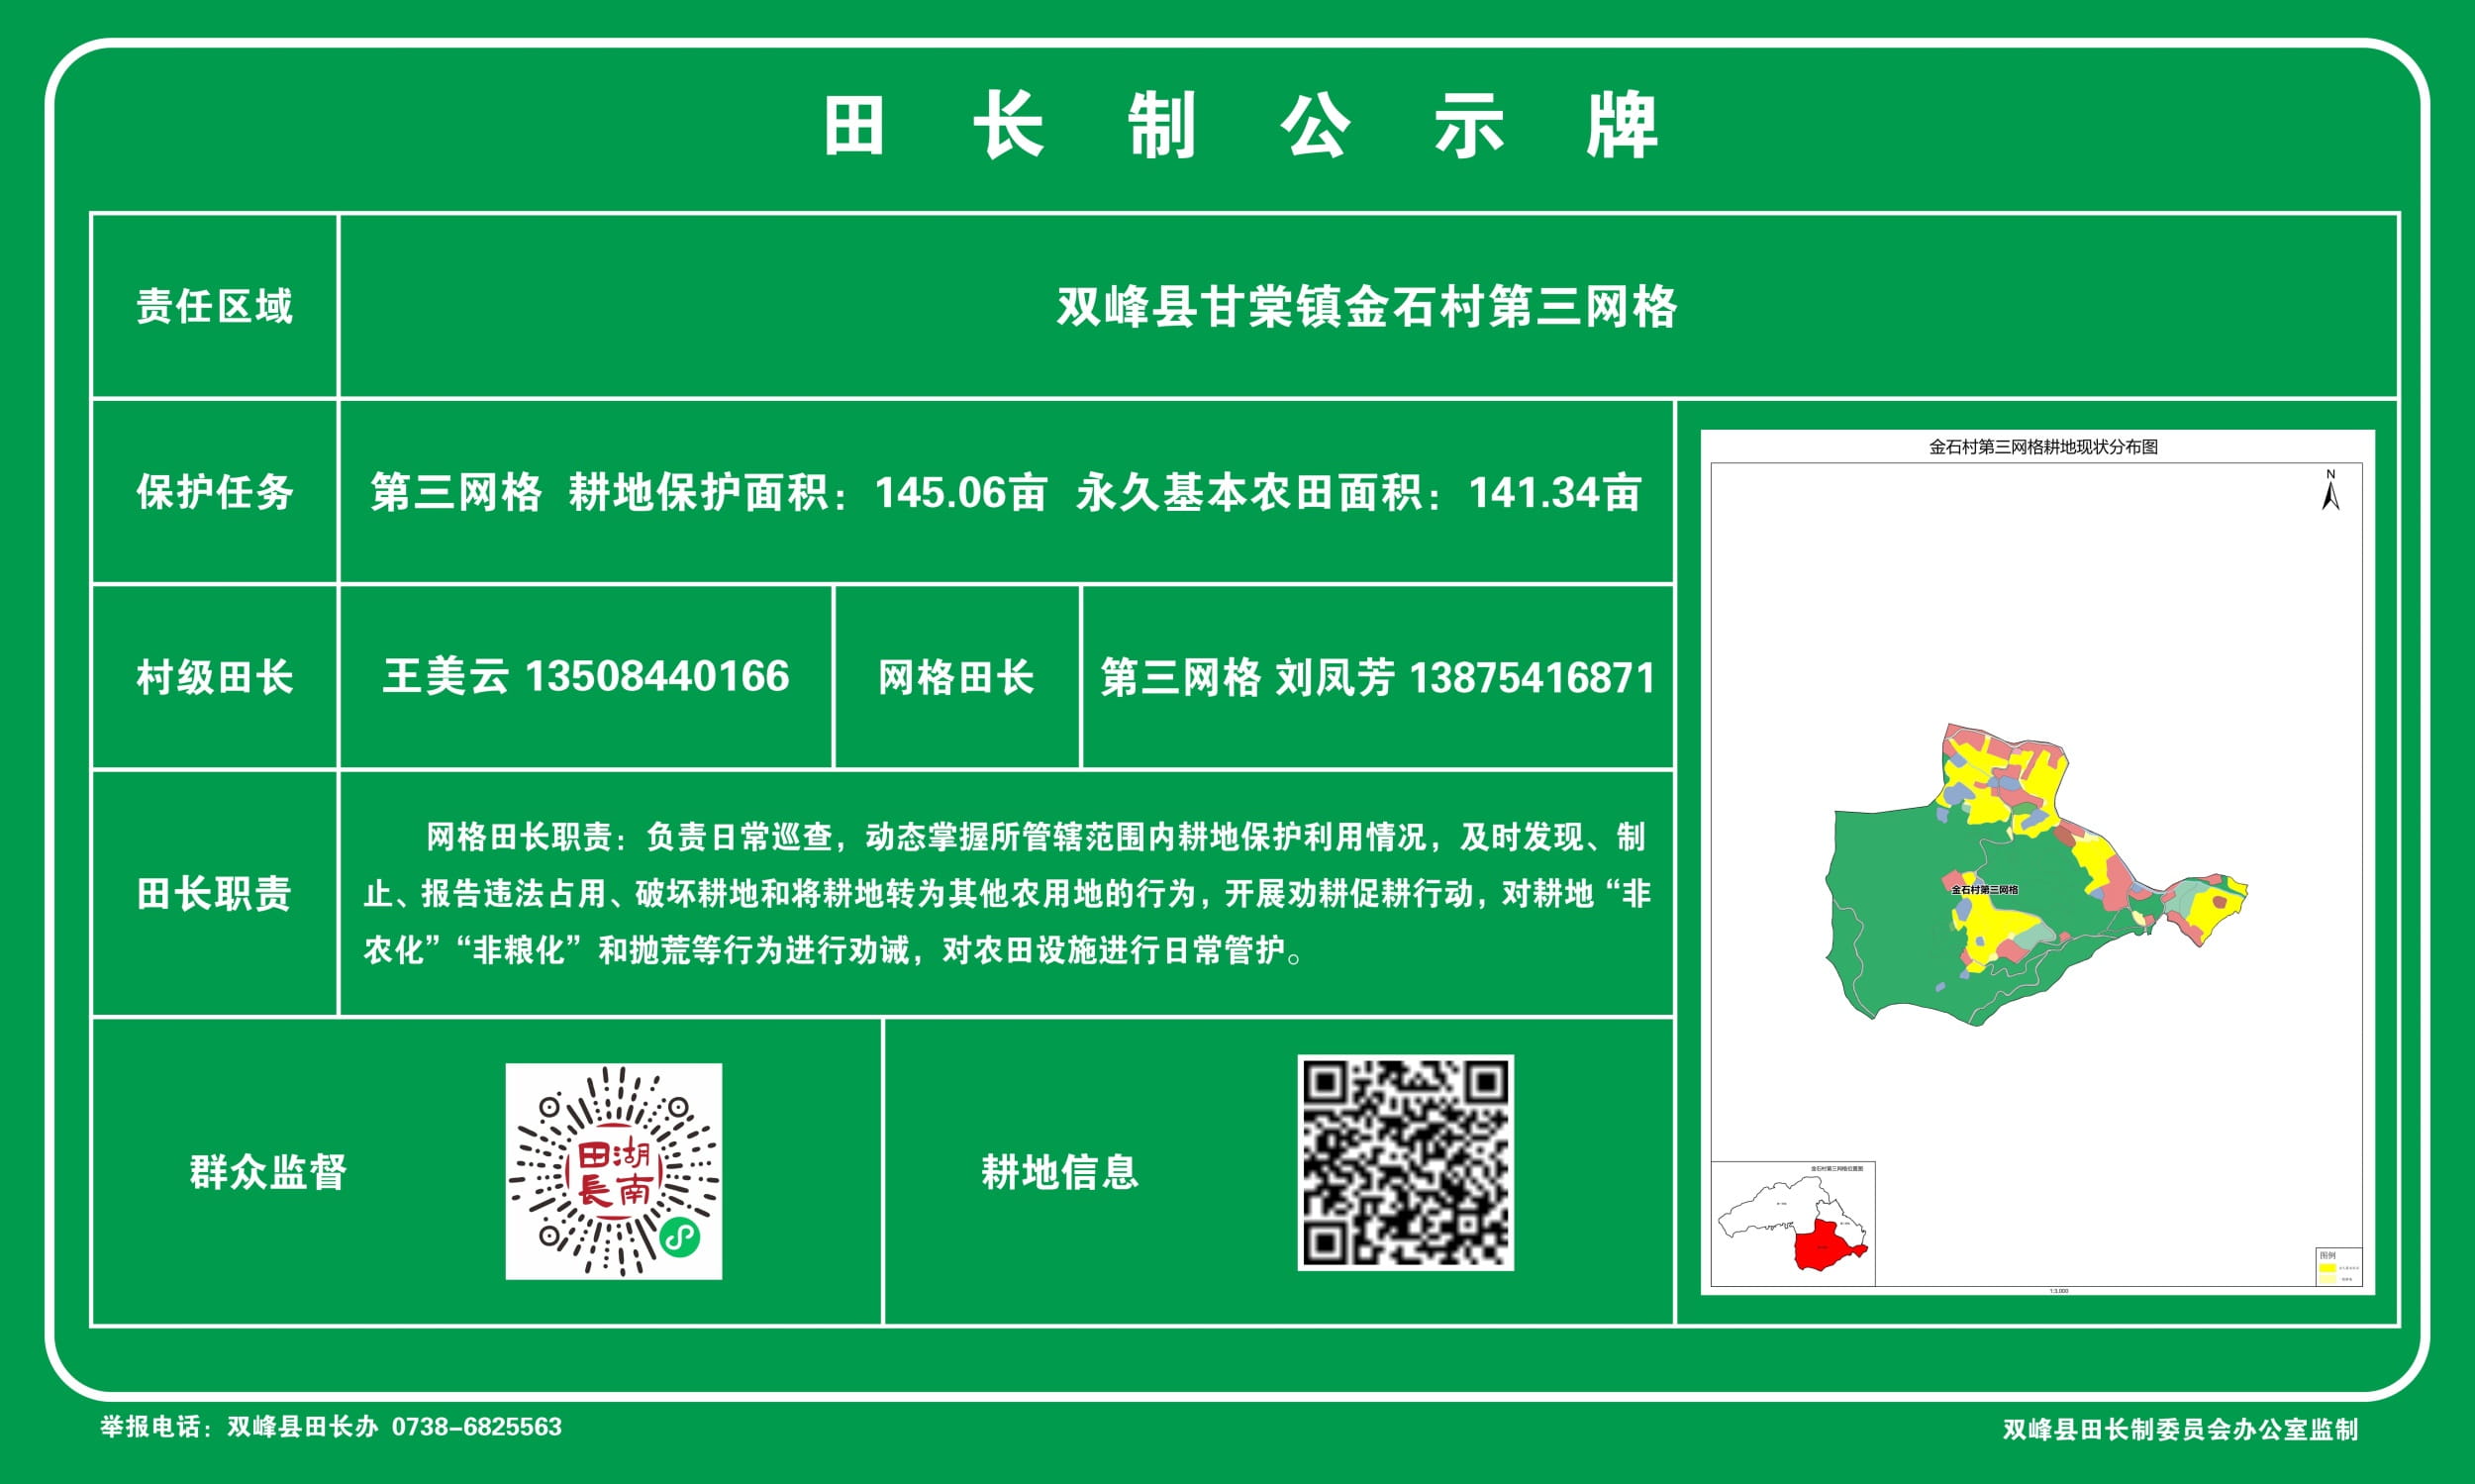 田长制公示牌
责任区域
双峰县甘棠镇金石村第三网格
保护任务
第三网格 耕地保护面积：145.06亩 永久基本农田面积：141.34亩
村级田长
王美云 13508440166
网格田长
第三网格 刘凤芳 13875416871
田长职责
网格田长职责：负责日常巡查，动态掌握所管辖范围内耕地保护利用情况，及时发现、制
止、报告违法占用、破坏耕地和将耕地转为其他农用地的行为，开展劝耕促耕行动，对耕地“非
农化”“非粮化”和抛荒等行为进行劝诫，对农田设施进行日常管护。
群众监督
湖南
田長
耕地信息
金石村第三网格耕地现状分布图
N
金石村第三网格
金石村第三网格位置图
图例
1:3,000
举报电话：双峰县田长办 0738-6825563
双峰县田长制委员会办公室监制